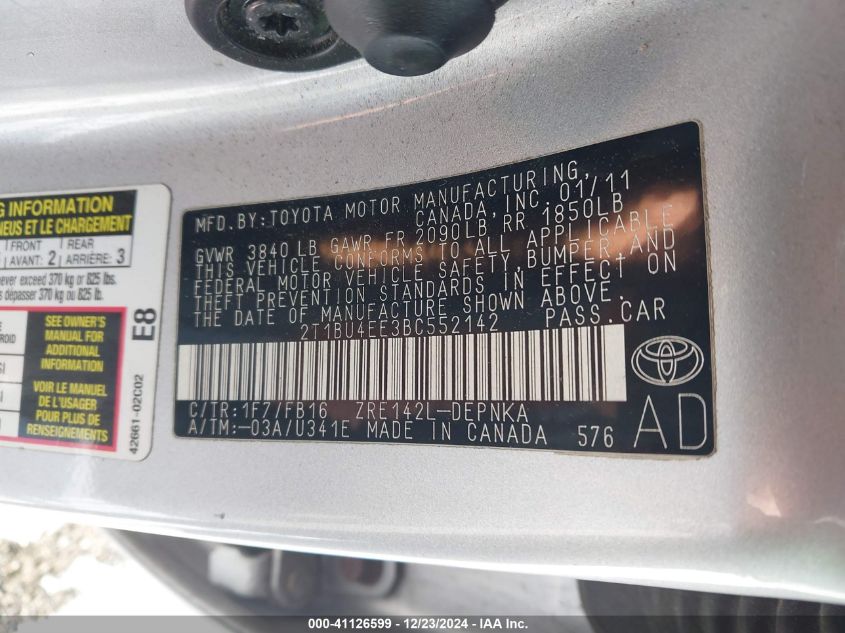 G INFORMATION
NEUS ET LE CHARGEMENT
FRONT REAR
AVANT: 2 ARRIÈRE: 3
ever exceed 370 kg or 825 lbs.
dépasser 370 kg ou 825 lb.
SEE OWNER'S
MANUAL FOR
ADDITIONAL
INFORMATION
VOIR LE MANUEL
DE L'USAGER
POUR PLUS DE
RENSEIGNEMENTS
E8
42661-02C02
MFD.BY:TOYOTA MOTOR MANUFACTURING,
CANADA, INC. 01/11
GVWR 3840 LB GAWR FR 2090LB, RR 1850LB
THIS VEHICLE CONFORMS TO ALL APPLICABLE
FEDERAL MOTOR VEHICLE SAFETY, BUMPER AND
THEFT PREVENTION STANDARDS IN EFFECT ON
THE DATE OF MANUFACTURE SHOWN ABOVE.
2T1BU4EE3BC552142 PASS.CAR
C/TR:1F7/FB16 ZRE142L-DEPNKA
A/TM:-03A/U341E MADE IN CANADA 576
AD
000-41126599 - 12/23/2024 - IAA Inc.